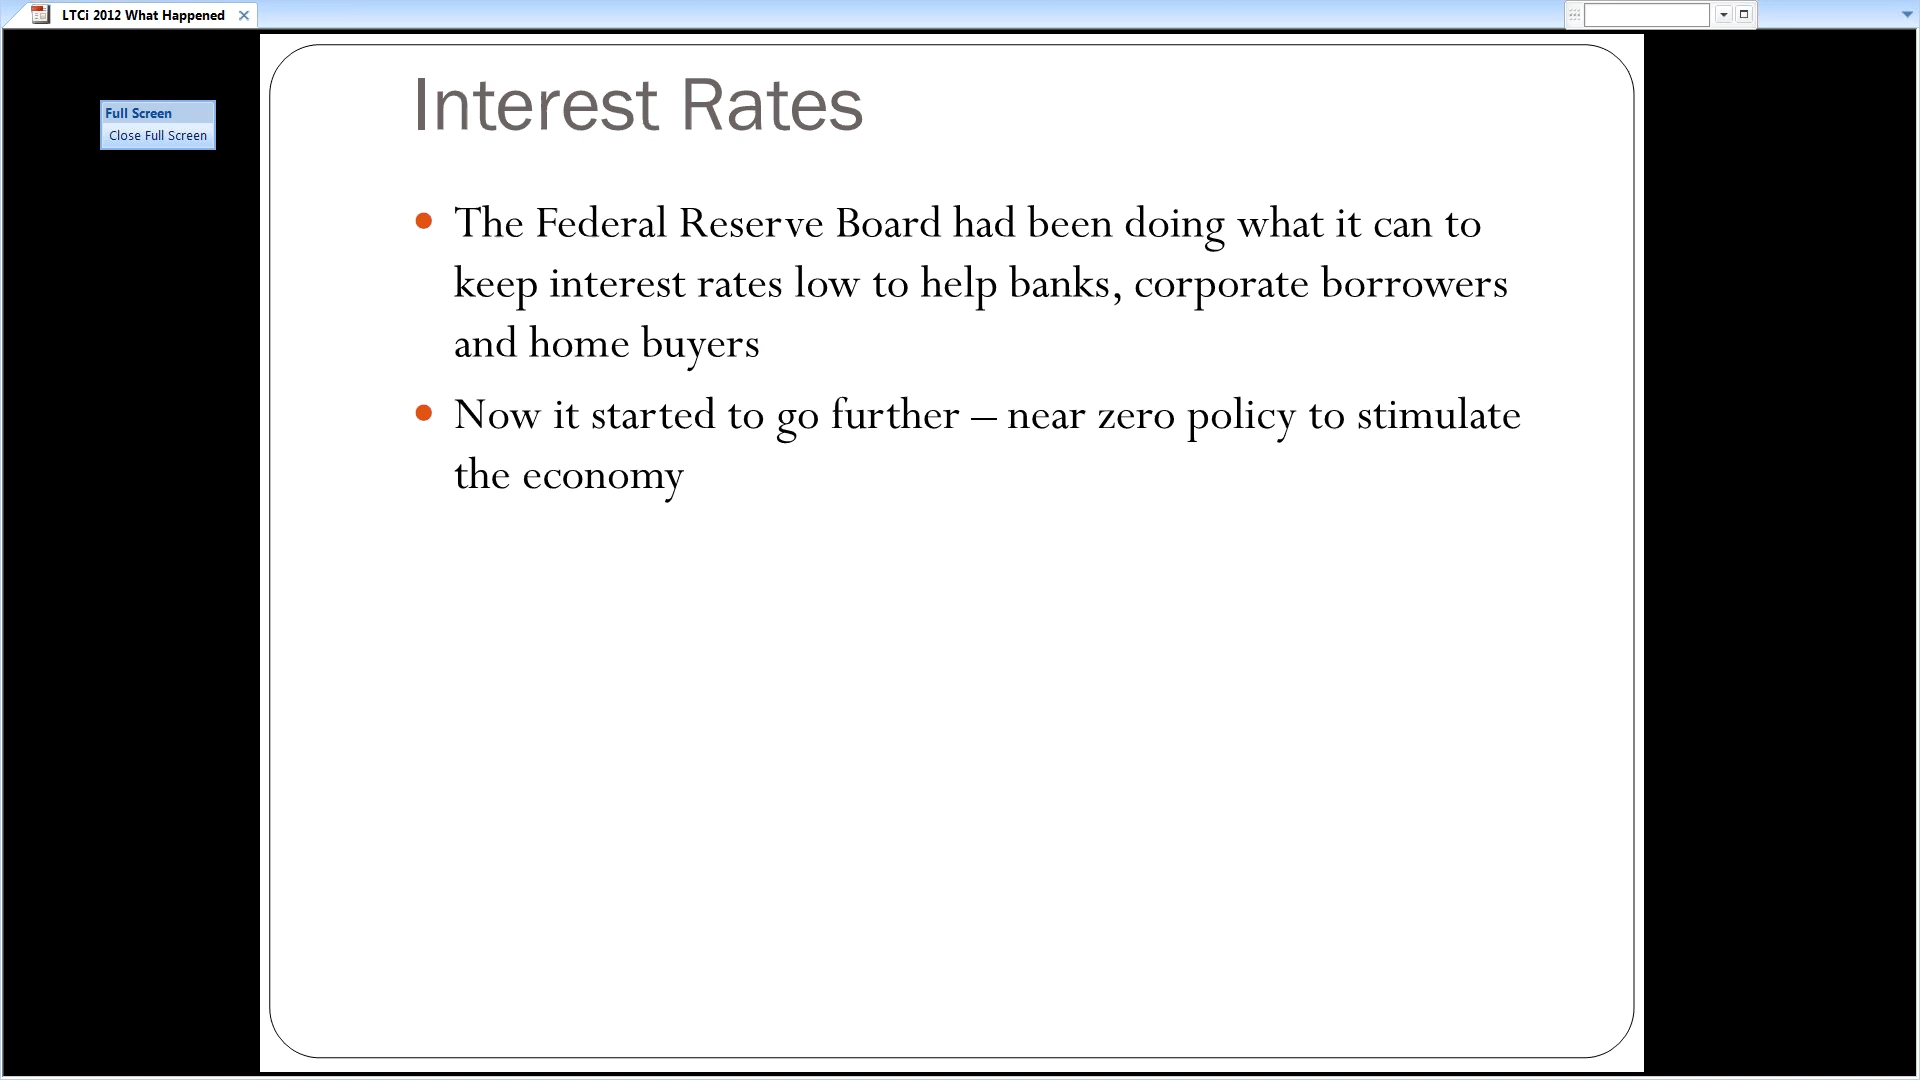 LTCi 2012 What Happened
Full Screen
Close Full Screen
Interest Rates
The Federal Reserve Board had been doing what it can to
keep interest rates low to help banks, corporate borrowers
and home buyers
Now it started to go further – near zero policy to stimulate
the economy